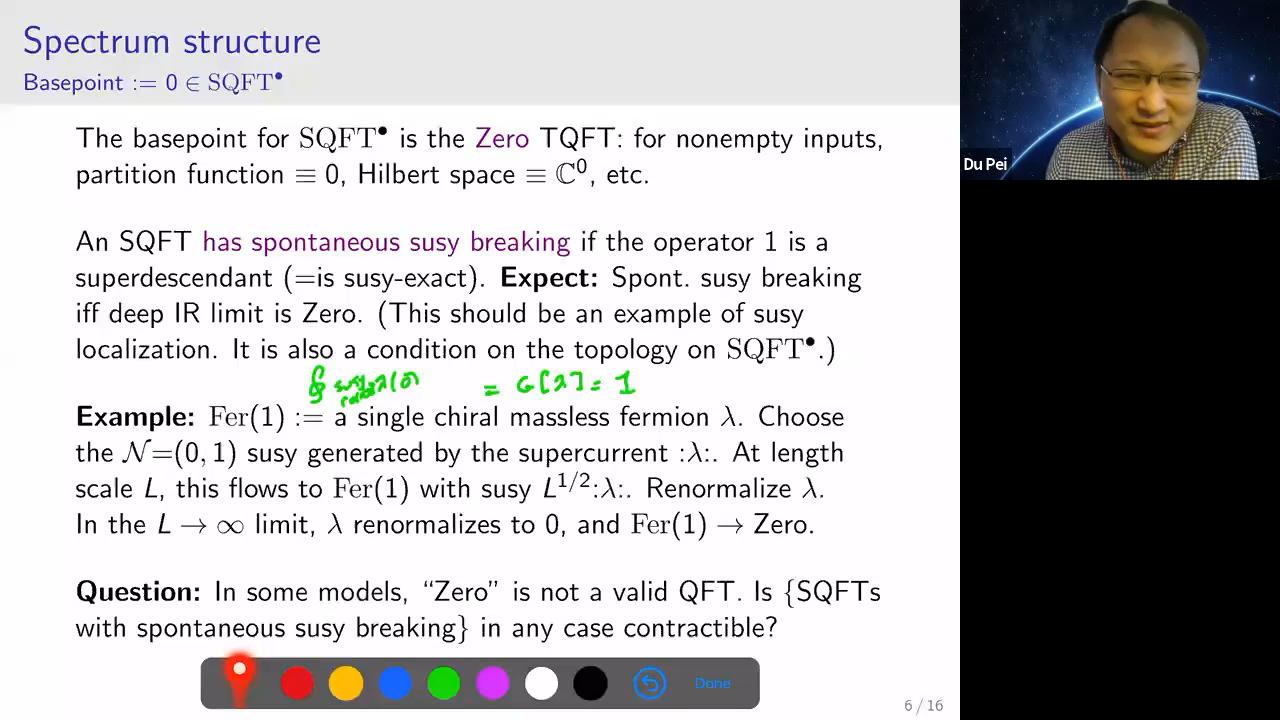 Spectrum structure
Basepoint := 0 ∈ SQFT•
The basepoint for SQFT• is the Zero TQFT: for nonempty inputs,
partition function ≡ 0, Hilbert space ≡ ℂ⁰, etc.
An SQFT has spontaneous susy breaking if the operator 1 is a
superdescendant (=is susy-exact). Expect: Spont. susy breaking
iff deep IR limit is Zero. (This should be an example of susy
localization. It is also a condition on the topology on SQFT•.)
∮ λ(0) = G[λ] = 1
Example: Fer(1) := a single chiral massless fermion λ. Choose
the 𝒩=(0, 1) susy generated by the supercurrent :λ:. At length
scale L, this flows to Fer(1) with susy L^{1/2}:λ:. Renormalize λ.
In the L → ∞ limit, λ renormalizes to 0, and Fer(1) → Zero.
Question: In some models, “Zero” is not a valid QFT. Is {SQFTs
with spontaneous susy breaking} in any case contractible?
Done
6 / 16
Du Pei